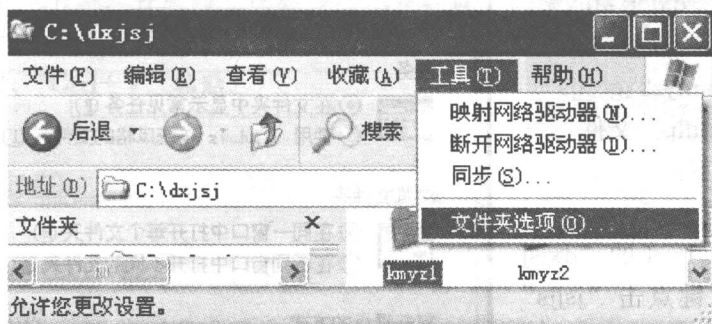 C:\dxjsj
文件(F) 编辑(E) 查看(V) 收藏(A) 工具(T) 帮助(H)
后退 搜索
映射网络驱动器(N)...
断开网络驱动器(D)...
同步(S)...
文件夹选项(O)...
地址(D) C:\dxjsj
文件夹
kmyz1 kmyz2
允许您更改设置。